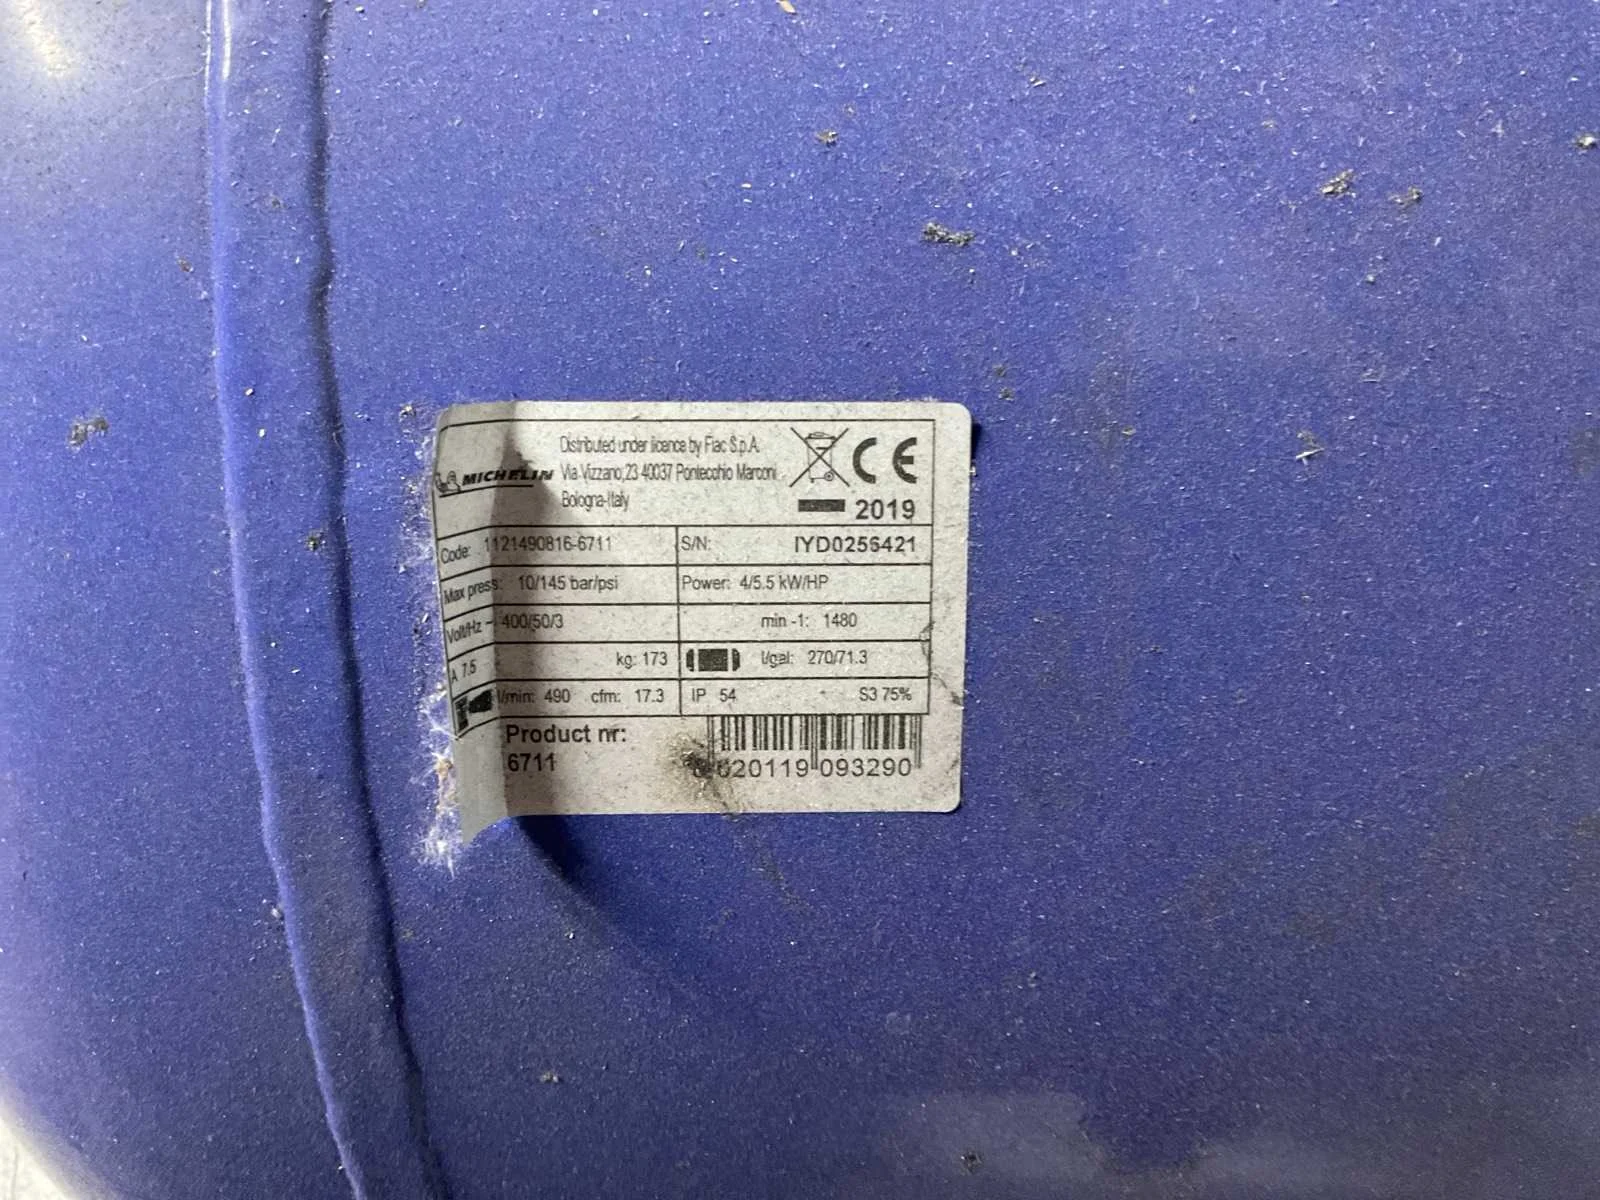 MICHELIN
Distributed under licence by Fiac S.p.A.
Via Vizzano,23 40037 Pontecchio Marconi
Bologna-Italy
CE
2019
Code: 1121490816-6711
S/N: IYD0256421
Max press: 10/145 bar/psi
Power: 4/5.5 kW/HP
Volt/Hz ~ 400/50/3
min -1: 1480
A 7.5
kg: 173
l/gal: 270/71.3
l/min: 490 cfm: 17.3
IP 54
S3 75%
Product nr:
6711
020119 093290